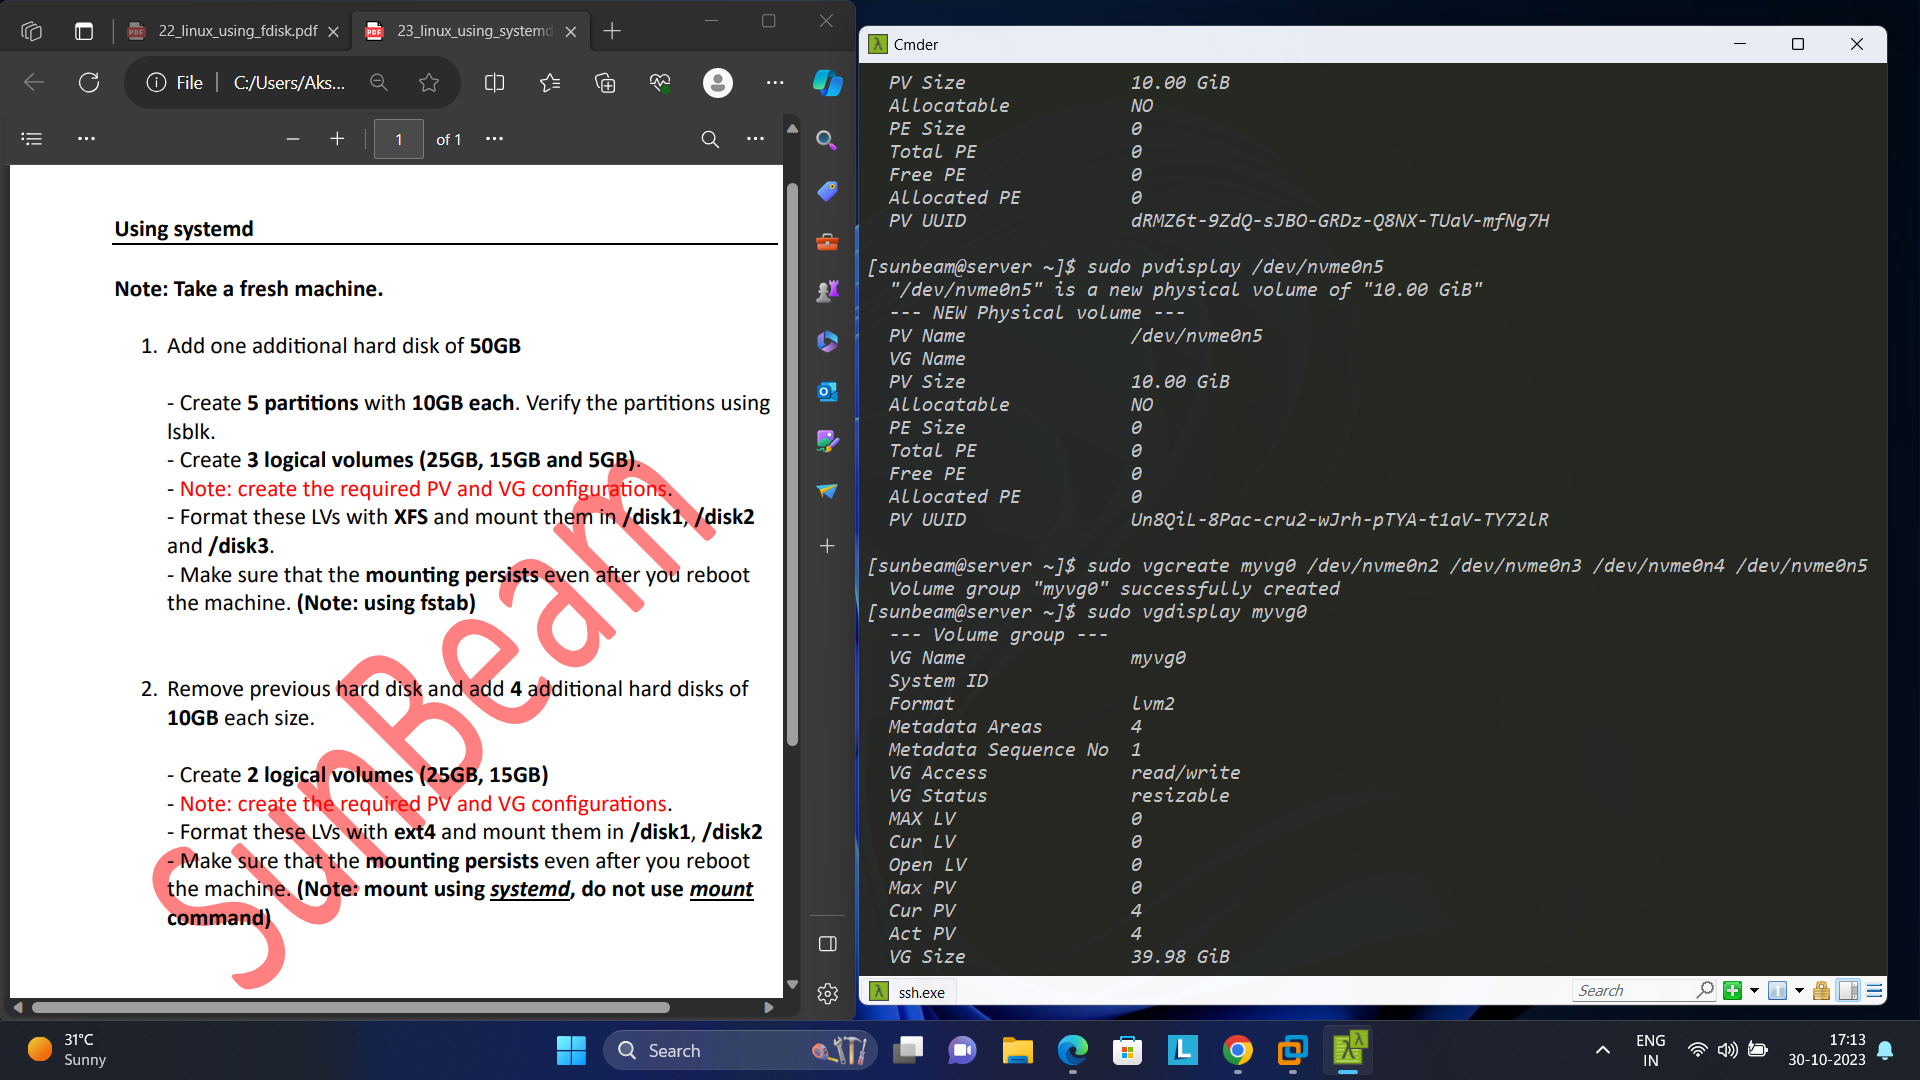 22_linux_using_fdisk.pdf
23_linux_using_systemd
File
C:/Users/Aks...
1
of 1
Using systemd
Note: Take a fresh machine.
1. Add one additional hard disk of 50GB
- Create 5 partitions with 10GB each. Verify the partitions using
lsblk.
- Create 3 logical volumes (25GB, 15GB and 5GB).
- Note: create the required PV and VG configurations.
- Format these LVs with XFS and mount them in /disk1, /disk2
and /disk3.
- Make sure that the mounting persists even after you reboot
the machine. (Note: using fstab)
2. Remove previous hard disk and add 4 additional hard disks of
10GB each size.
- Create 2 logical volumes (25GB, 15GB)
- Note: create the required PV and VG configurations.
- Format these LVs with ext4 and mount them in /disk1, /disk2
- Make sure that the mounting persists even after you reboot
the machine. (Note: mount using systemd, do not use mount
command)
SunBeam
Cmder
PV Size 10.00 GiB
Allocatable NO
PE Size 0
Total PE 0
Free PE 0
Allocated PE 0
PV UUID dRMZ6t-9ZdQ-sJBO-GRDz-Q8NX-TUaV-mfNg7H
[sunbeam@server ~]$ sudo pvdisplay /dev/nvme0n5
"/dev/nvme0n5" is a new physical volume of "10.00 GiB"
--- NEW Physical volume ---
PV Name /dev/nvme0n5
VG Name
PV Size 10.00 GiB
Allocatable NO
PE Size 0
Total PE 0
Free PE 0
Allocated PE 0
PV UUID Un8QiL-8Pac-cru2-wJrh-pTYA-t1aV-TY72lR
[sunbeam@server ~]$ sudo vgcreate myvg0 /dev/nvme0n2 /dev/nvme0n3 /dev/nvme0n4 /dev/nvme0n5
Volume group "myvg0" successfully created
[sunbeam@server ~]$ sudo vgdisplay myvg0
--- Volume group ---
VG Name myvg0
System ID
Format lvm2
Metadata Areas 4
Metadata Sequence No 1
VG Access read/write
VG Status resizable
MAX LV 0
Cur LV 0
Open LV 0
Max PV 0
Cur PV 4
Act PV 4
VG Size 39.98 GiB
ssh.exe
Search
31°C
Sunny
Search
ENG
IN
17:13
30-10-2023